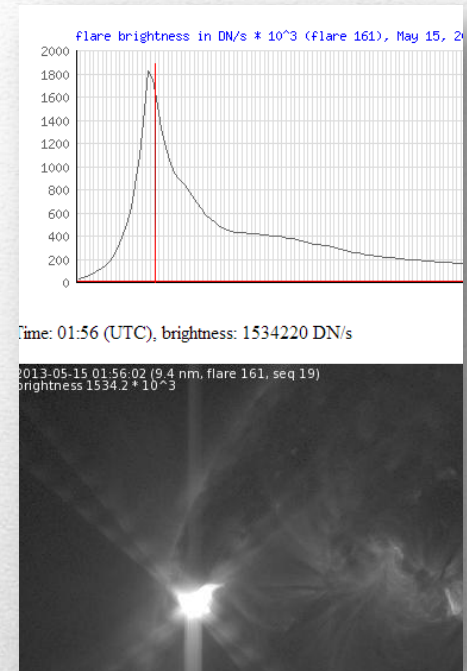 flare brightness in DN/s * 10^3 (flare 161), May 15,
2000
1800
1600
1400
1200
1000
800
600
400
200
0
Time: 01:56 (UTC), brightness: 1534220 DN/s
2013-05-15 01:56:02 (9.4 nm, flare 161, seq 19)
brightness 1534.2 * 10^3